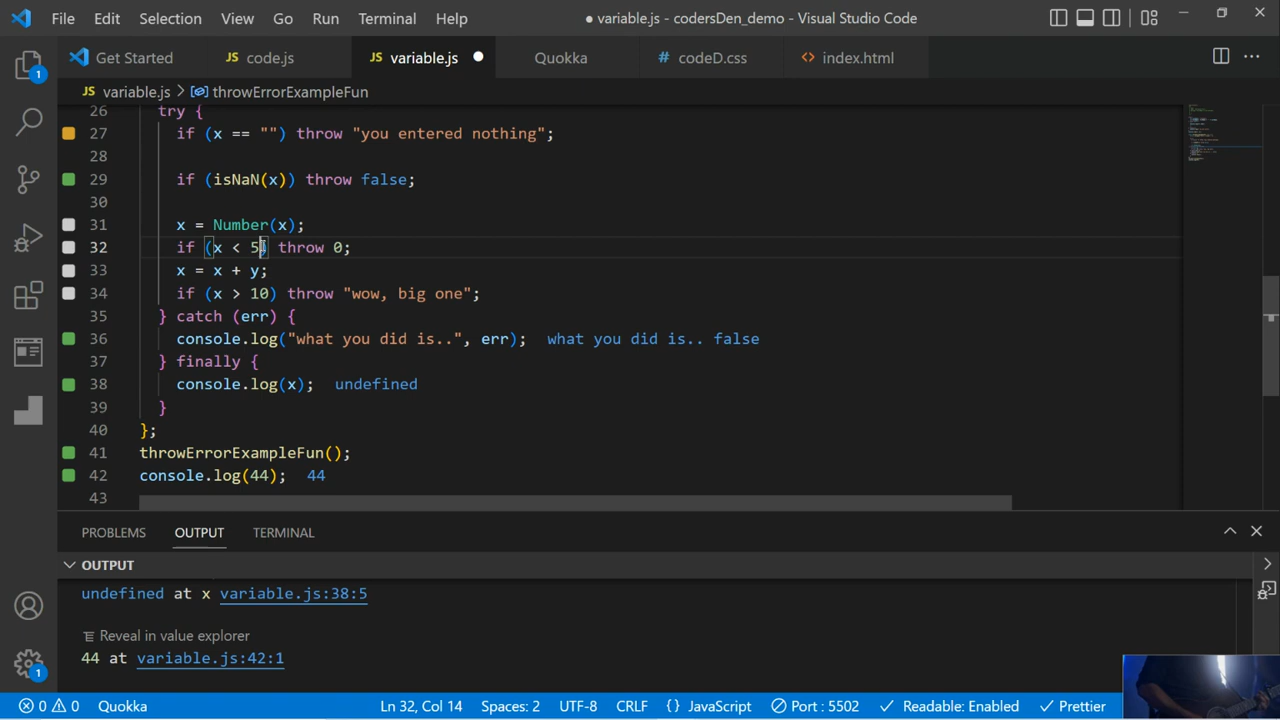 File Edit Selection View Go Run Terminal Help ● variable.js - codersDen_demo - Visual Studio Code
Get Started JS code.js JS variable.js Quokka # codeD.css <> index.html
JS variable.js > throwErrorExampleFun
26 try {
27 if (x == "") throw "you entered nothing";
28
29 if (isNaN(x)) throw false;
30
31 x = Number(x);
32 if (x < 5) throw 0;
33 x = x + y;
34 if (x > 10) throw "wow, big one";
35 } catch (err) {
36 console.log("what you did is..", err); what you did is.. false
37 } finally {
38 console.log(x); undefined
39 }
40 };
41 throwErrorExampleFun();
42 console.log(44); 44
43
PROBLEMS OUTPUT TERMINAL
OUTPUT
undefined at x variable.js:38:5
Reveal in value explorer
44 at variable.js:42:1
1
1
0 0 Quokka Ln 32, Col 14 Spaces: 2 UTF-8 CRLF {} JavaScript Port : 5502 Readable: Enabled Prettier